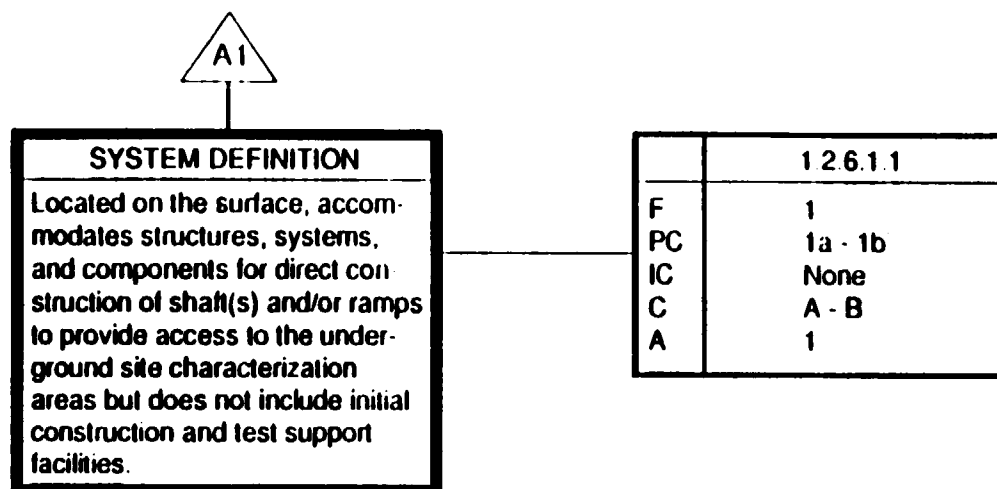 A1
SYSTEM DEFINITION
Located on the surface, accom-
modates structures, systems,
and components for direct con
struction of shaft(s) and/or ramps
to provide access to the under-
ground site characterization
areas but does not include initial
construction and test support
facilities.
1.2.6.1.1
F 1
PC 1a - 1b
IC None
C A - B
A 1